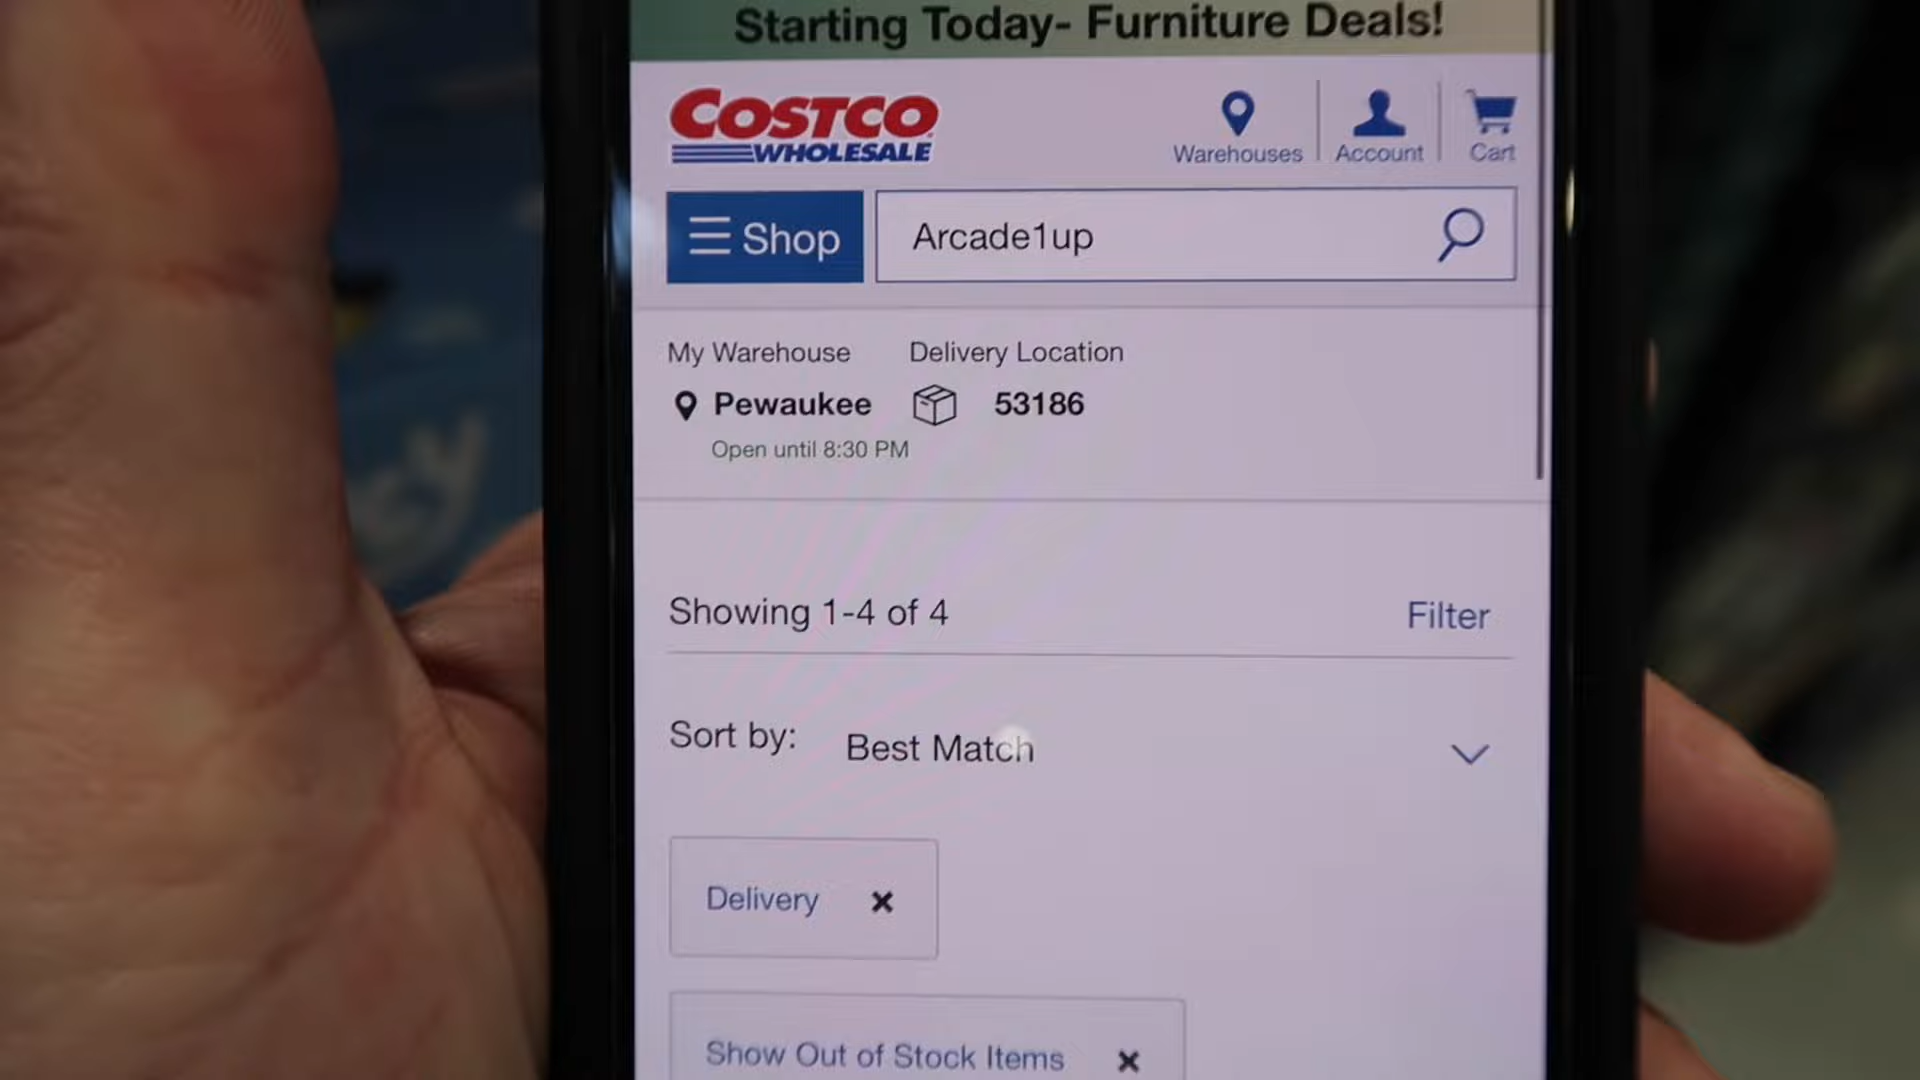 Starting Today- Furniture Deals!
COSTCO
WHOLESALE
Warehouses
Account
Cart
Shop
Arcade1up
My Warehouse
Delivery Location
Pewaukee
53186
Open until 8:30 PM
Showing 1-4 of 4
Filter
Sort by:
Best Match
Delivery
Show Out of Stock Items